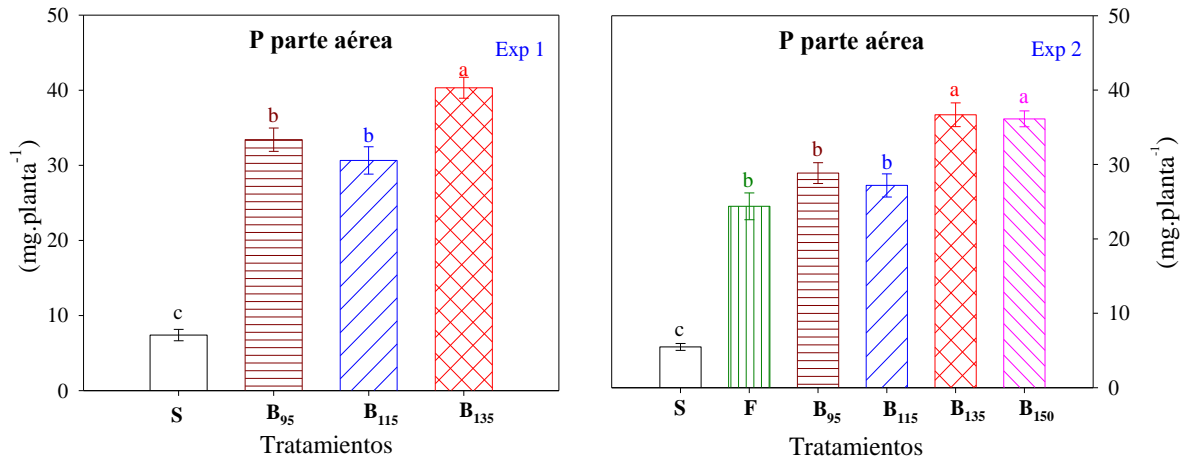 P parte aérea
Exp 1
50
40
30
20
10
0
(mg.planta⁻¹)
c
b
b
a
S
B₉₅
B₁₁₅
B₁₃₅
Tratamientos
P parte aérea
Exp 2
c
b
b
b
a
a
S
F
B₉₅
B₁₁₅
B₁₃₅
B₁₅₀
Tratamientos
50
40
30
20
10
0
(mg.planta⁻¹)